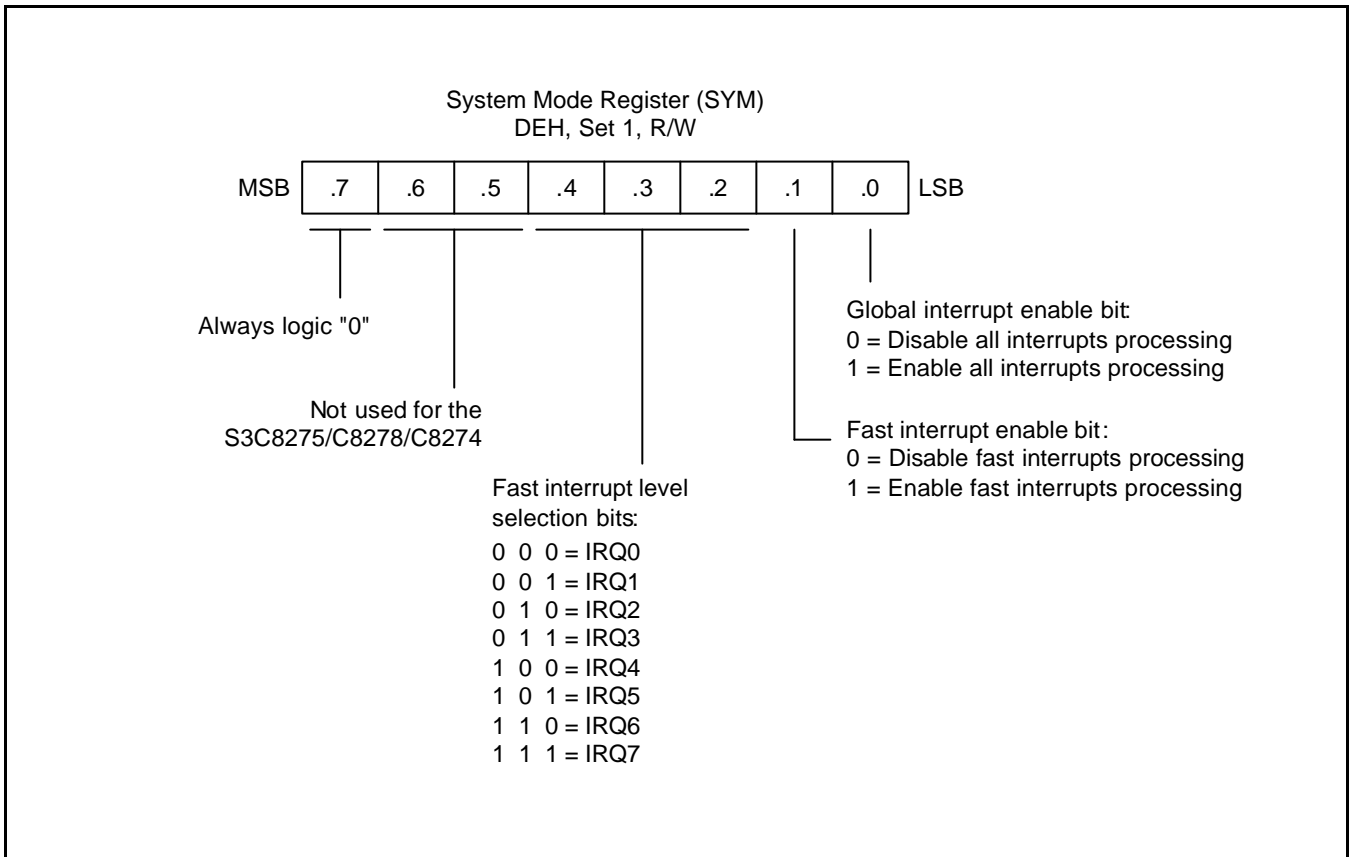 System Mode Register (SYM)
DEH, Set 1, R/W
MSB .7 .6 .5 .4 .3 .2 .1 .0 LSB
Always logic "0"
Not used for the
S3C8275/C8278/C8274
Fast interrupt level
selection bits:
0 0 0 = IRQ0
0 0 1 = IRQ1
0 1 0 = IRQ2
0 1 1 = IRQ3
1 0 0 = IRQ4
1 0 1 = IRQ5
1 1 0 = IRQ6
1 1 1 = IRQ7
Global interrupt enable bit:
0 = Disable all interrupts processing
1 = Enable all interrupts processing
Fast interrupt enable bit:
0 = Disable fast interrupts processing
1 = Enable fast interrupts processing